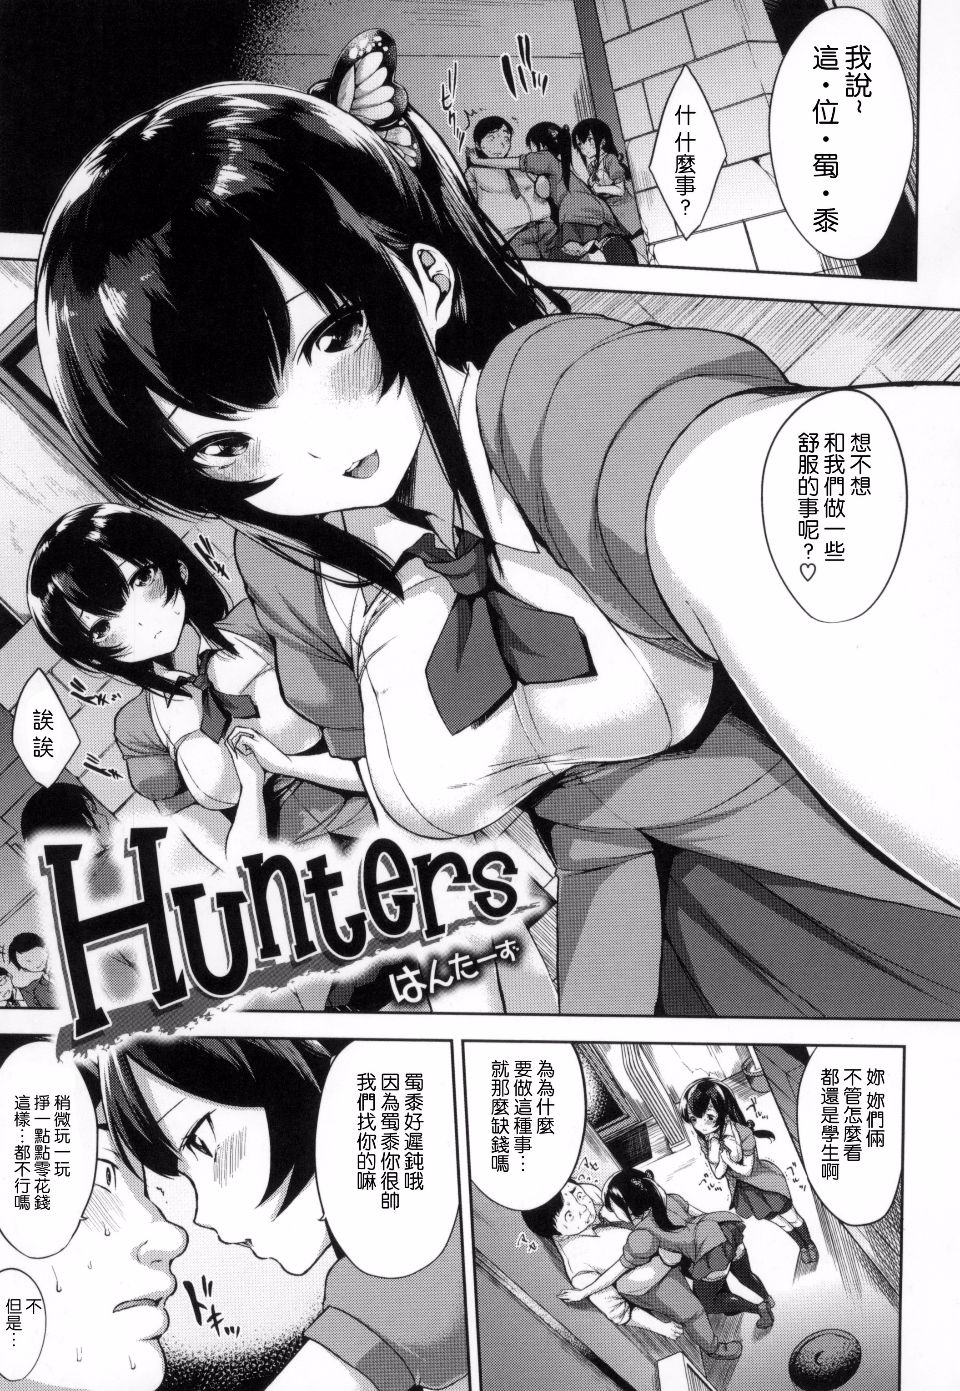 我說~
這・位・蜀・黍
什 什麼事?
想不想
和我們做一些
舒服的事呢?♡
誒誒
Hunters
はんたーず
妳 妳們倆
不管怎麼看
都還是學生啊
為為什麼
要做這種事…
就那麼缺錢嗎
蜀黍好遲鈍哦
因為蜀黍你很帥
我們找你的嘛
稍微玩一玩
掙一點點零花錢
這樣…都不行嗎
不
但是…